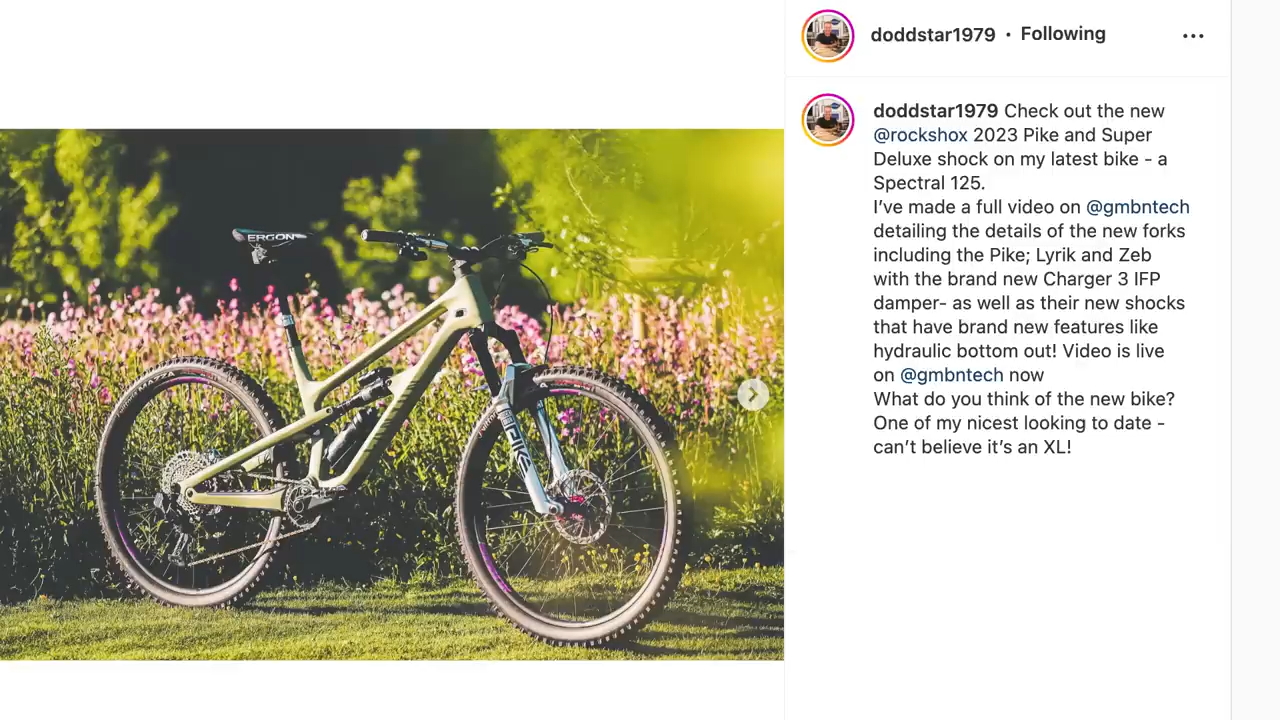 doddstar1979 • Following
doddstar1979 Check out the new
@rockshox 2023 Pike and Super
Deluxe shock on my latest bike - a
Spectral 125.
I’ve made a full video on @gmbntech
detailing the details of the new forks
including the Pike; Lyrik and Zeb
with the brand new Charger 3 IFP
damper- as well as their new shocks
that have brand new features like
hydraulic bottom out! Video is live
on @gmbntech now
What do you think of the new bike?
One of my nicest looking to date -
can’t believe it’s an XL!
ERGON
PIKE